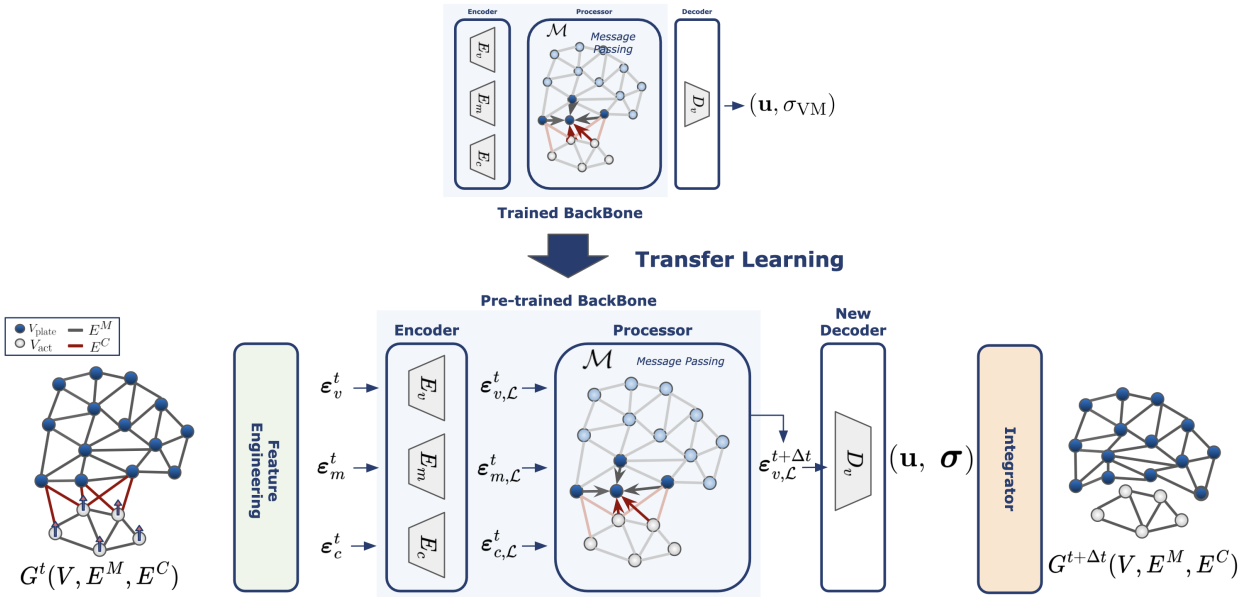 Encoder
Processor
Decoder
E_v
E_m
E_c
ℳ
Message
Passing
D_v
(𝐮, σ_VM)
Trained BackBone
Transfer Learning
Pre-trained BackBone
V_plate E^M
V_act E^C
G^t(V, E^M, E^C)
Feature
Engineering
ε_v^t
ε_m^t
ε_c^t
Encoder
E_v
E_m
E_c
ε_{v,ℒ}^t
ε_{m,ℒ}^t
ε_{c,ℒ}^t
Processor
ℳ
Message Passing
ε_{v,ℒ}^{t+Δt}
New
Decoder
D_v
(𝐮, 𝛔)
Integrator
G^{t+Δt}(V, E^M, E^C)